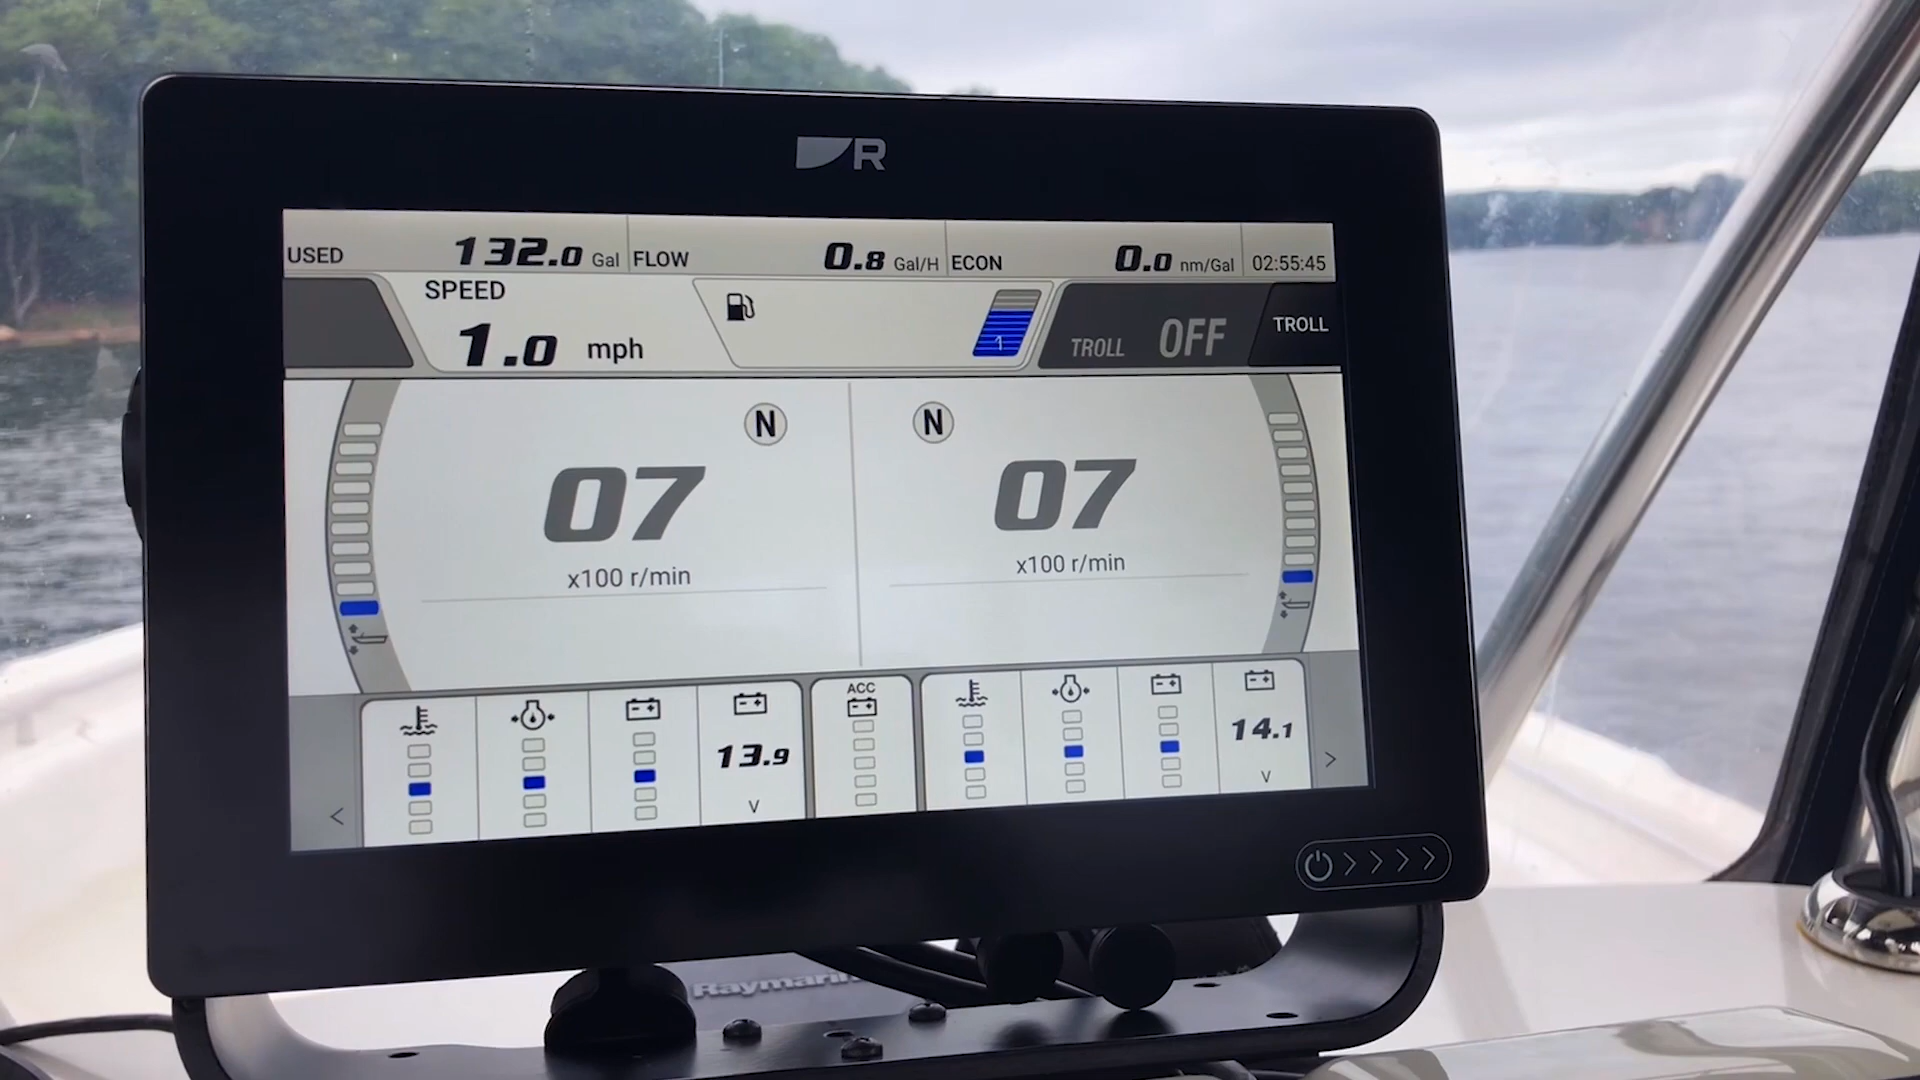 R
USED 132.0 Gal FLOW 0.8 Gal/H ECON 0.0 nm/Gal 02:55:45
SPEED
1.0 mph
1
TROLL OFF TROLL
N N
07 07
x100 r/min x100 r/min
ACC
13.9 14.1
V V
< >
Raymarin